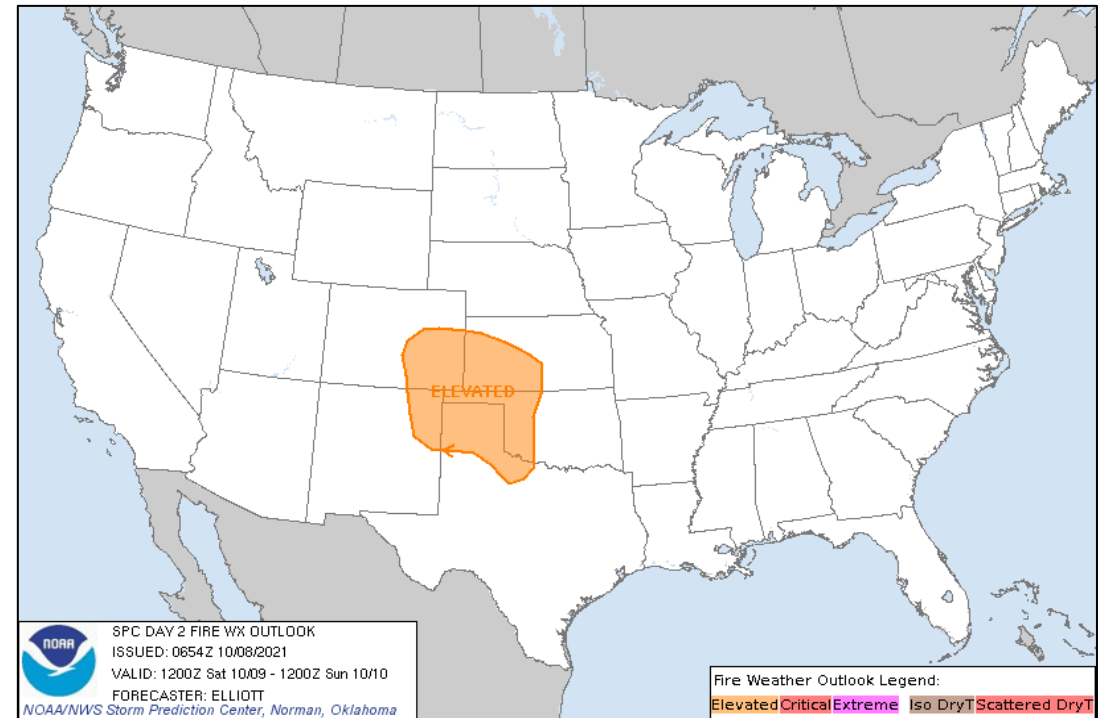 ELEVATED
NOAA
SPC DAY 2 FIRE WX OUTLOOK
ISSUED: 0654Z 10/08/2021
VALID: 1200Z Sat 10/09 - 1200Z Sun 10/10
FORECASTER: ELLIOTT
NOAA/NWS Storm Prediction Center, Norman, Oklahoma
Fire Weather Outlook Legend:
Elevated Critical Extreme Iso DryT Scattered DryT